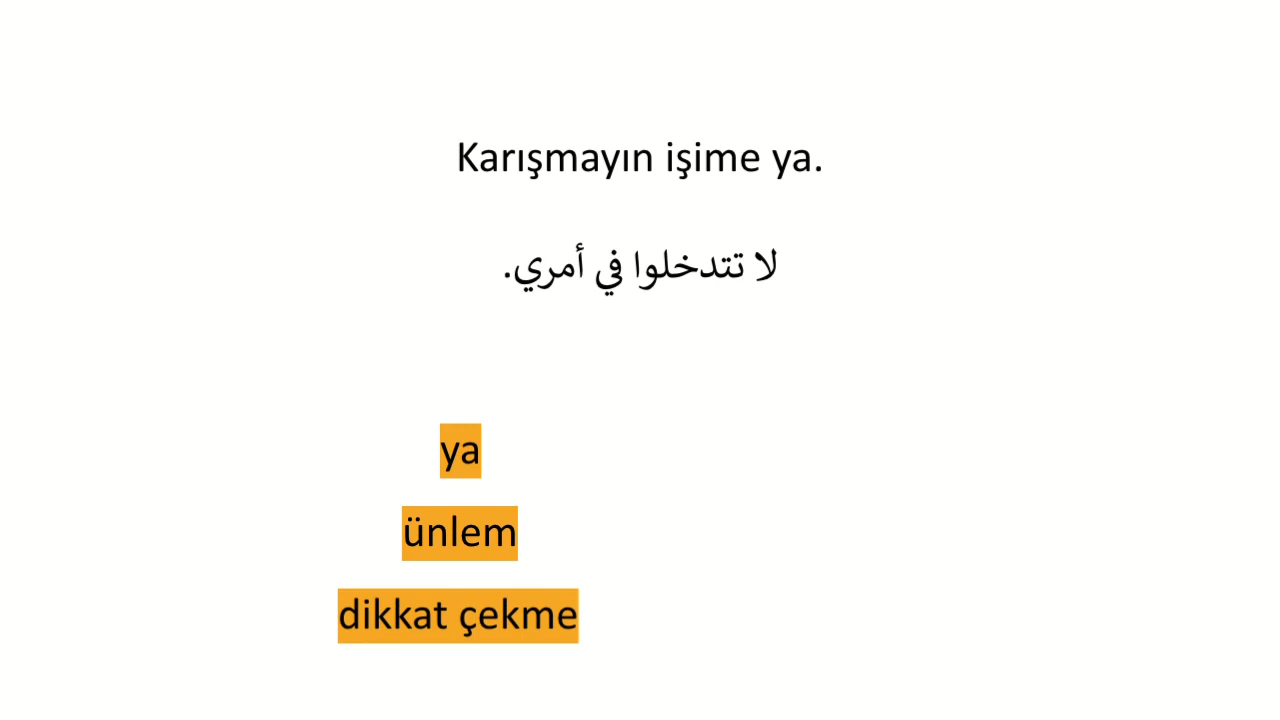 Karışmayın işime ya.
لا تتدخلوا في أمري.
ya
ünlem
dikkat çekme